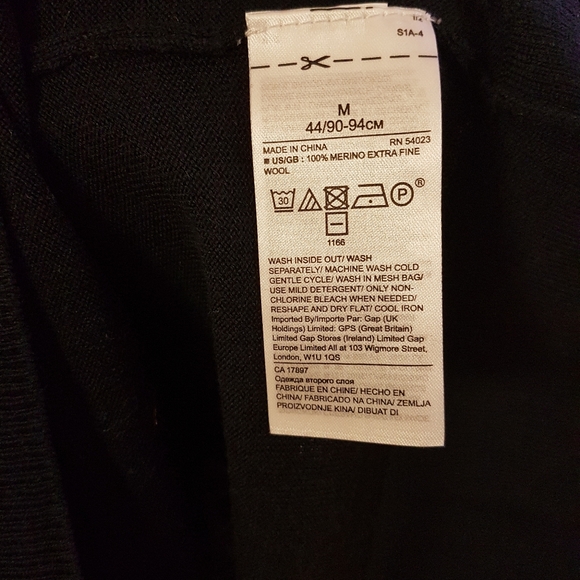 S1A-4
M
44/90-94см
MADE IN CHINA RN 54023
US/GB : 100% MERINO EXTRA FINE
WOOL
30 P ®
1166
WASH INSIDE OUT/ WASH
SEPARATELY/ MACHINE WASH COLD
GENTLE CYCLE/ WASH IN MESH BAG/
USE MILD DETERGENT/ ONLY NON-
CHLORINE BLEACH WHEN NEEDED/
RESHAPE AND DRY FLAT/ COOL IRON
Imported By/Importe Par: Gap (UK
Holdings) Limited: GPS (Great Britain)
Limited Gap Stores (Ireland) Limited Gap
Europe Limited All at 103 Wigmore Street,
London, W1U 1QS
CA 17897
Одежда второго слоя
FABRIQUE EN CHINE/ HECHO EN
CHINA/ FABRICADO NA CHINA/ ZEMLJA
PROIZVODNJE KINA/ DIBUAT DI